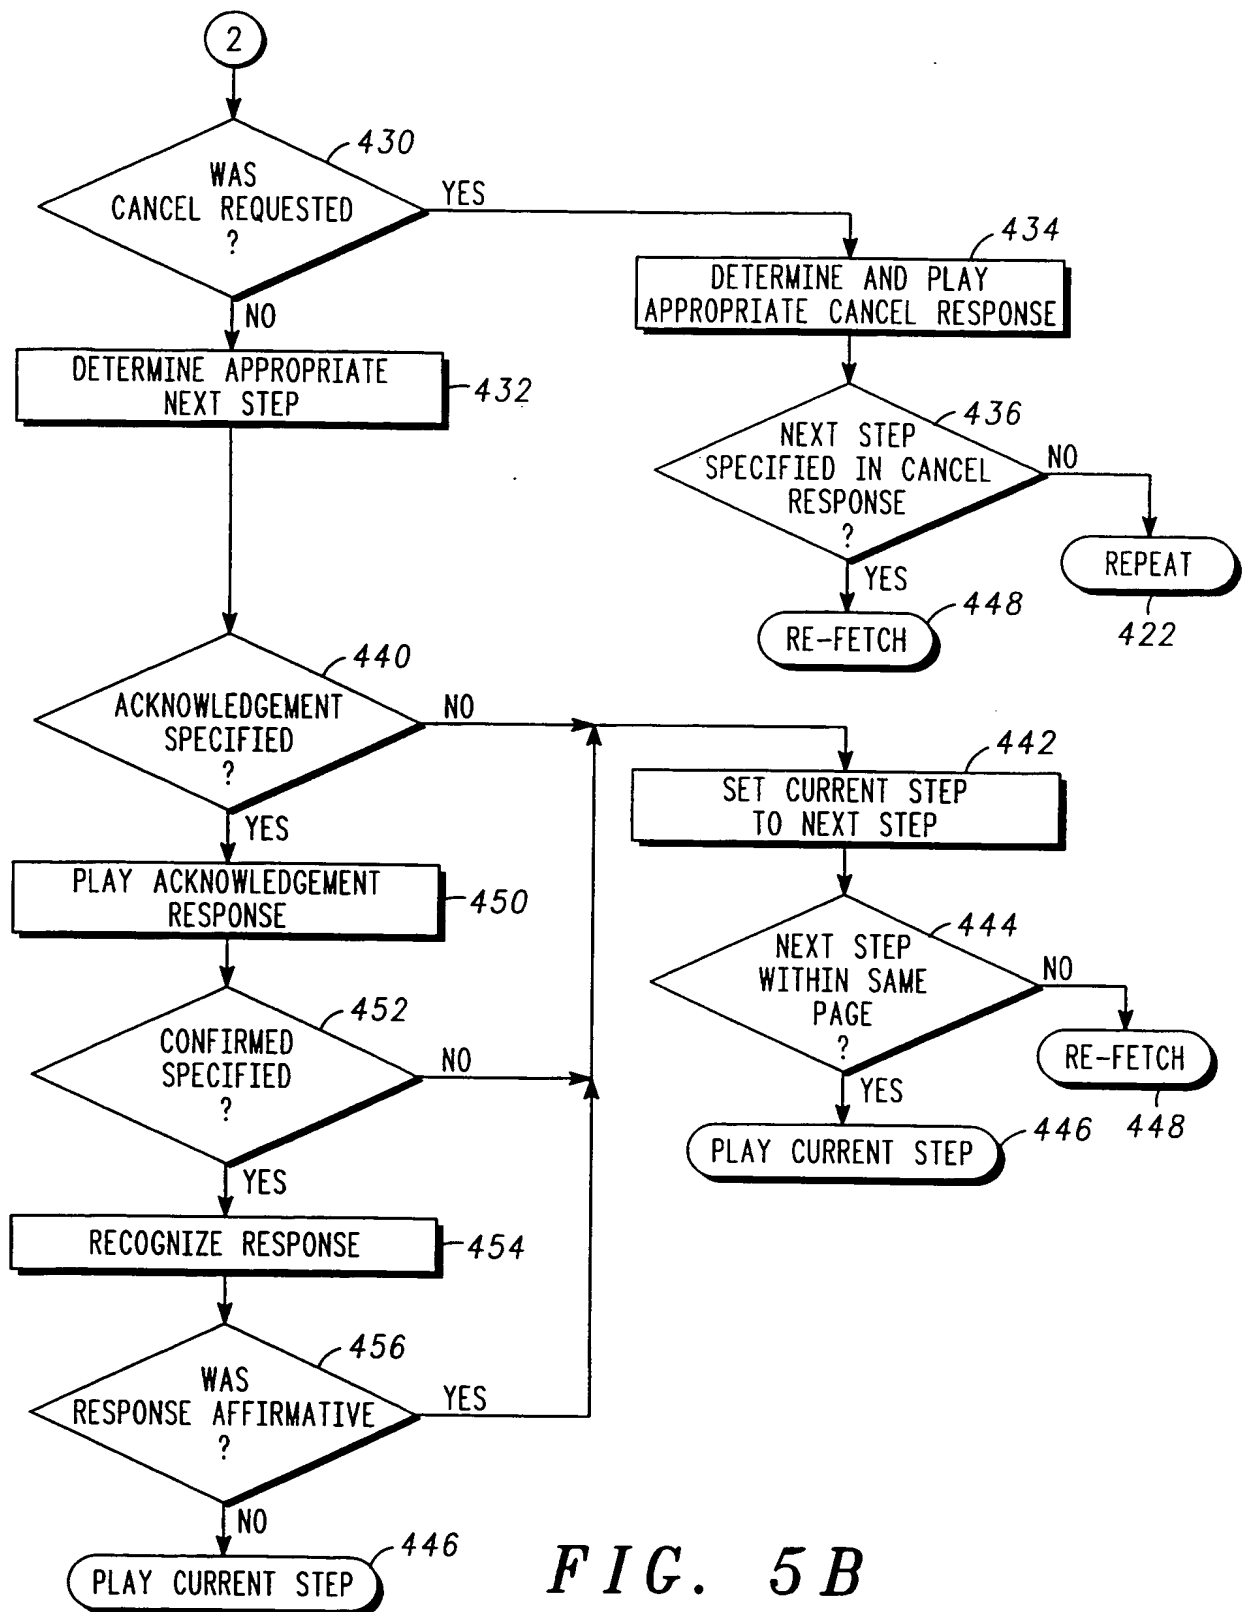 2
430
WAS
CANCEL REQUESTED
?
YES
NO
434
DETERMINE AND PLAY
APPROPRIATE CANCEL RESPONSE
DETERMINE APPROPRIATE
NEXT STEP
432
436
NEXT STEP
SPECIFIED IN CANCEL
RESPONSE
?
NO
YES
REPEAT
422
RE-FETCH
448
440
ACKNOWLEDGEMENT
SPECIFIED
?
NO
YES
442
SET CURRENT STEP
TO NEXT STEP
PLAY ACKNOWLEDGEMENT
RESPONSE
450
444
NEXT STEP
WITHIN SAME
PAGE
?
NO
YES
RE-FETCH
448
PLAY CURRENT STEP
446
452
CONFIRMED
SPECIFIED
?
NO
YES
RECOGNIZE RESPONSE
454
456
WAS
RESPONSE AFFIRMATIVE
?
YES
NO
446
PLAY CURRENT STEP
FIG. 5B